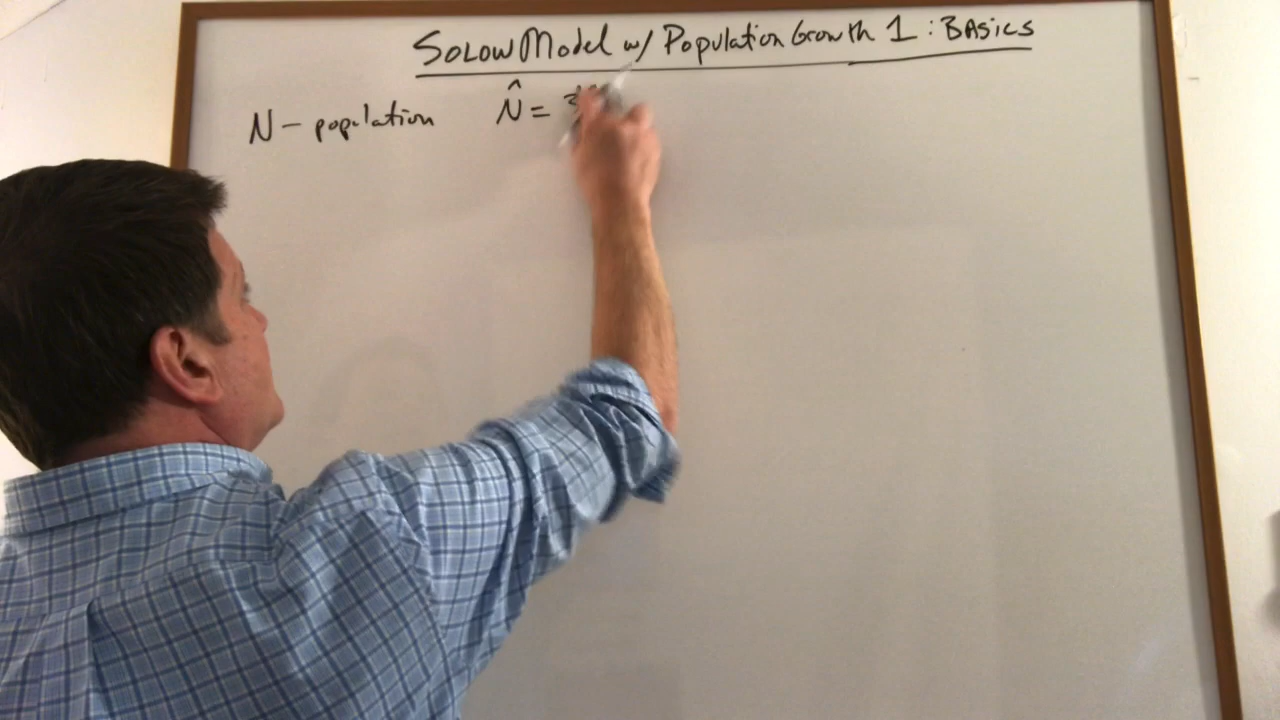 Solow Model w/ Population Growth 1: BASICS
N - population N̂ =